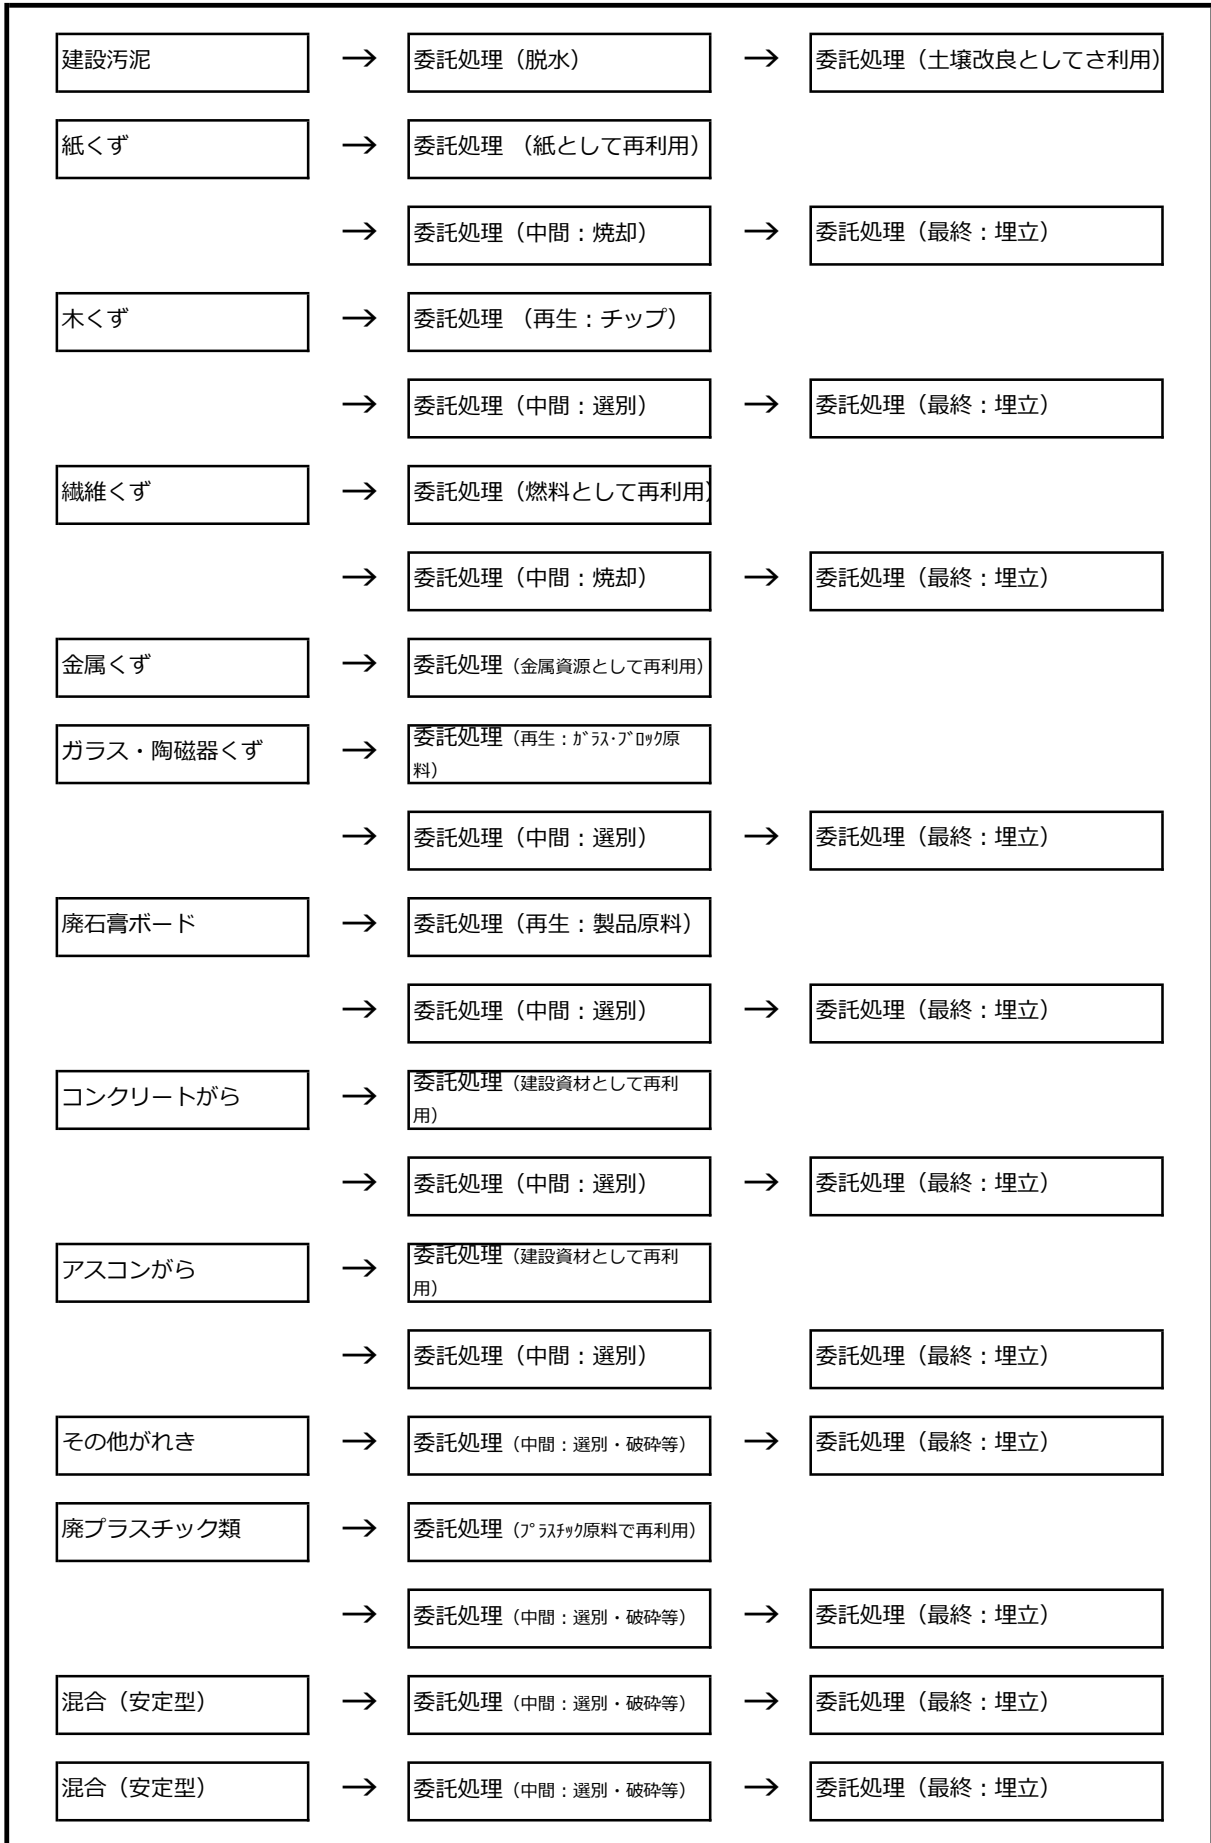 建設汚泥 → 委託処理（脱水） → 委託処理（土壌改良としてさ利用）
紙くず → 委託処理 （紙として再利用）
→ 委託処理（中間：焼却） → 委託処理（最終：埋立）
木くず → 委託処理 （再生：チップ）
→ 委託処理（中間：選別） → 委託処理（最終：埋立）
繊維くず → 委託処理（燃料として再利用）
→ 委託処理（中間：焼却） → 委託処理（最終：埋立）
金属くず → 委託処理（金属資源として再利用）
ガラス・陶磁器くず → 委託処理（再生：ｶﾞﾗｽ･ﾌﾞﾛｯｸ原
料）
→ 委託処理（中間：選別） → 委託処理（最終：埋立）
廃石膏ボード → 委託処理（再生：製品原料）
→ 委託処理（中間：選別） → 委託処理（最終：埋立）
コンクリートがら → 委託処理（建設資材として再利
用）
→ 委託処理（中間：選別） → 委託処理（最終：埋立）
アスコンがら → 委託処理（建設資材として再利
用）
→ 委託処理（中間：選別） 委託処理（最終：埋立）
その他がれき → 委託処理（中間：選別・破砕等） → 委託処理（最終：埋立）
廃プラスチック類 → 委託処理（ﾌﾟﾗｽﾁｯｸ原料で再利用）
→ 委託処理（中間：選別・破砕等） → 委託処理（最終：埋立）
混合（安定型） → 委託処理（中間：選別・破砕等） → 委託処理（最終：埋立）
混合（安定型） → 委託処理（中間：選別・破砕等） → 委託処理（最終：埋立）